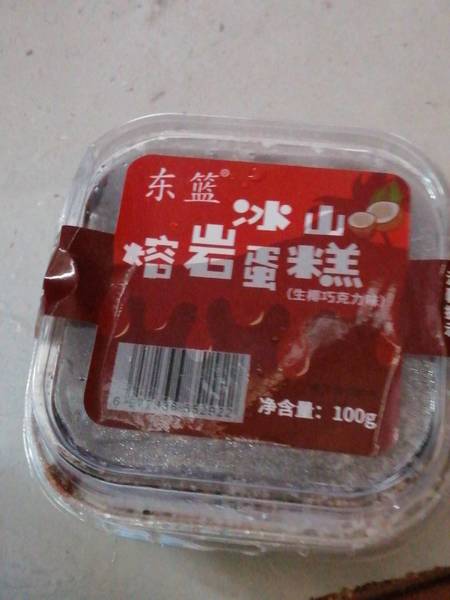 东篮®
冰山
熔岩蛋糕
(生椰巧克力味)
净含量：100g